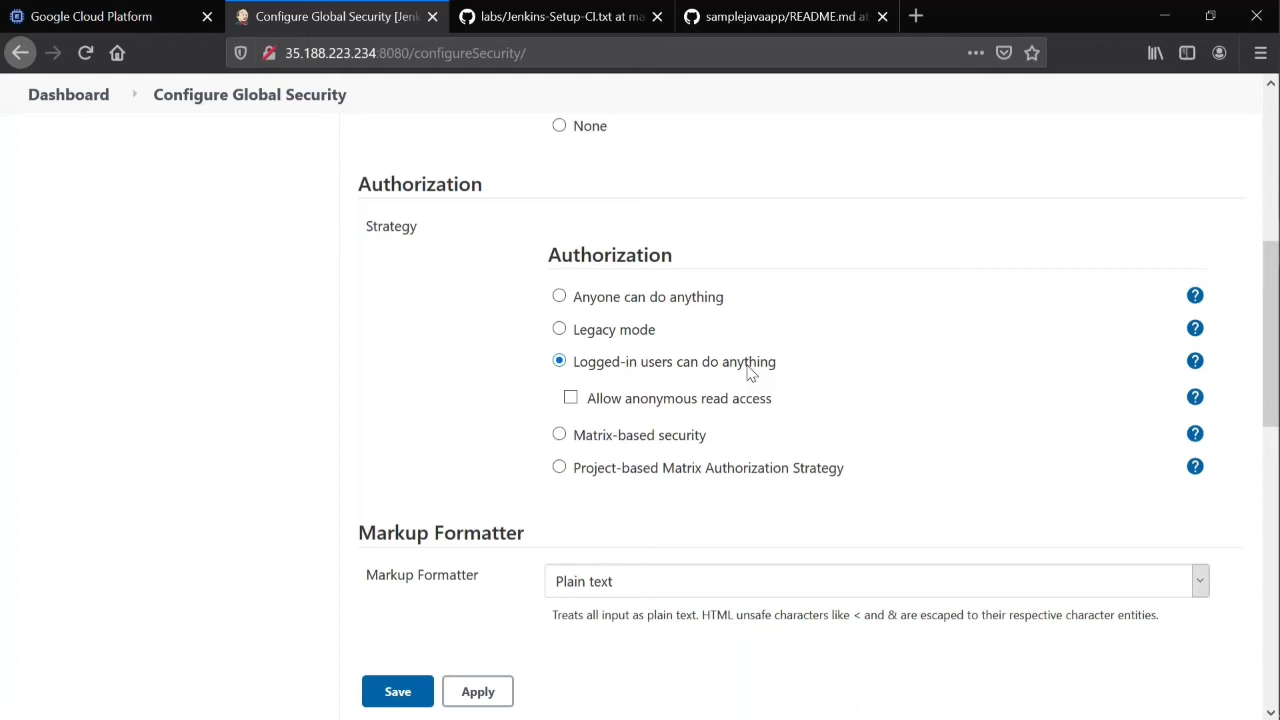 Google Cloud Platform
Configure Global Security [Jenk
labs/Jenkins-Setup-CI.txt at ma
samplejavaapp/README.md at
35.188.223.234:8080/configureSecurity/
Dashboard
Configure Global Security
None
Authorization
Strategy
Authorization
Anyone can do anything
Legacy mode
Logged-in users can do anything
Allow anonymous read access
Matrix-based security
Project-based Matrix Authorization Strategy
Markup Formatter
Markup Formatter
Plain text
Treats all input as plain text. HTML unsafe characters like < and & are escaped to their respective character entities.
Save
Apply